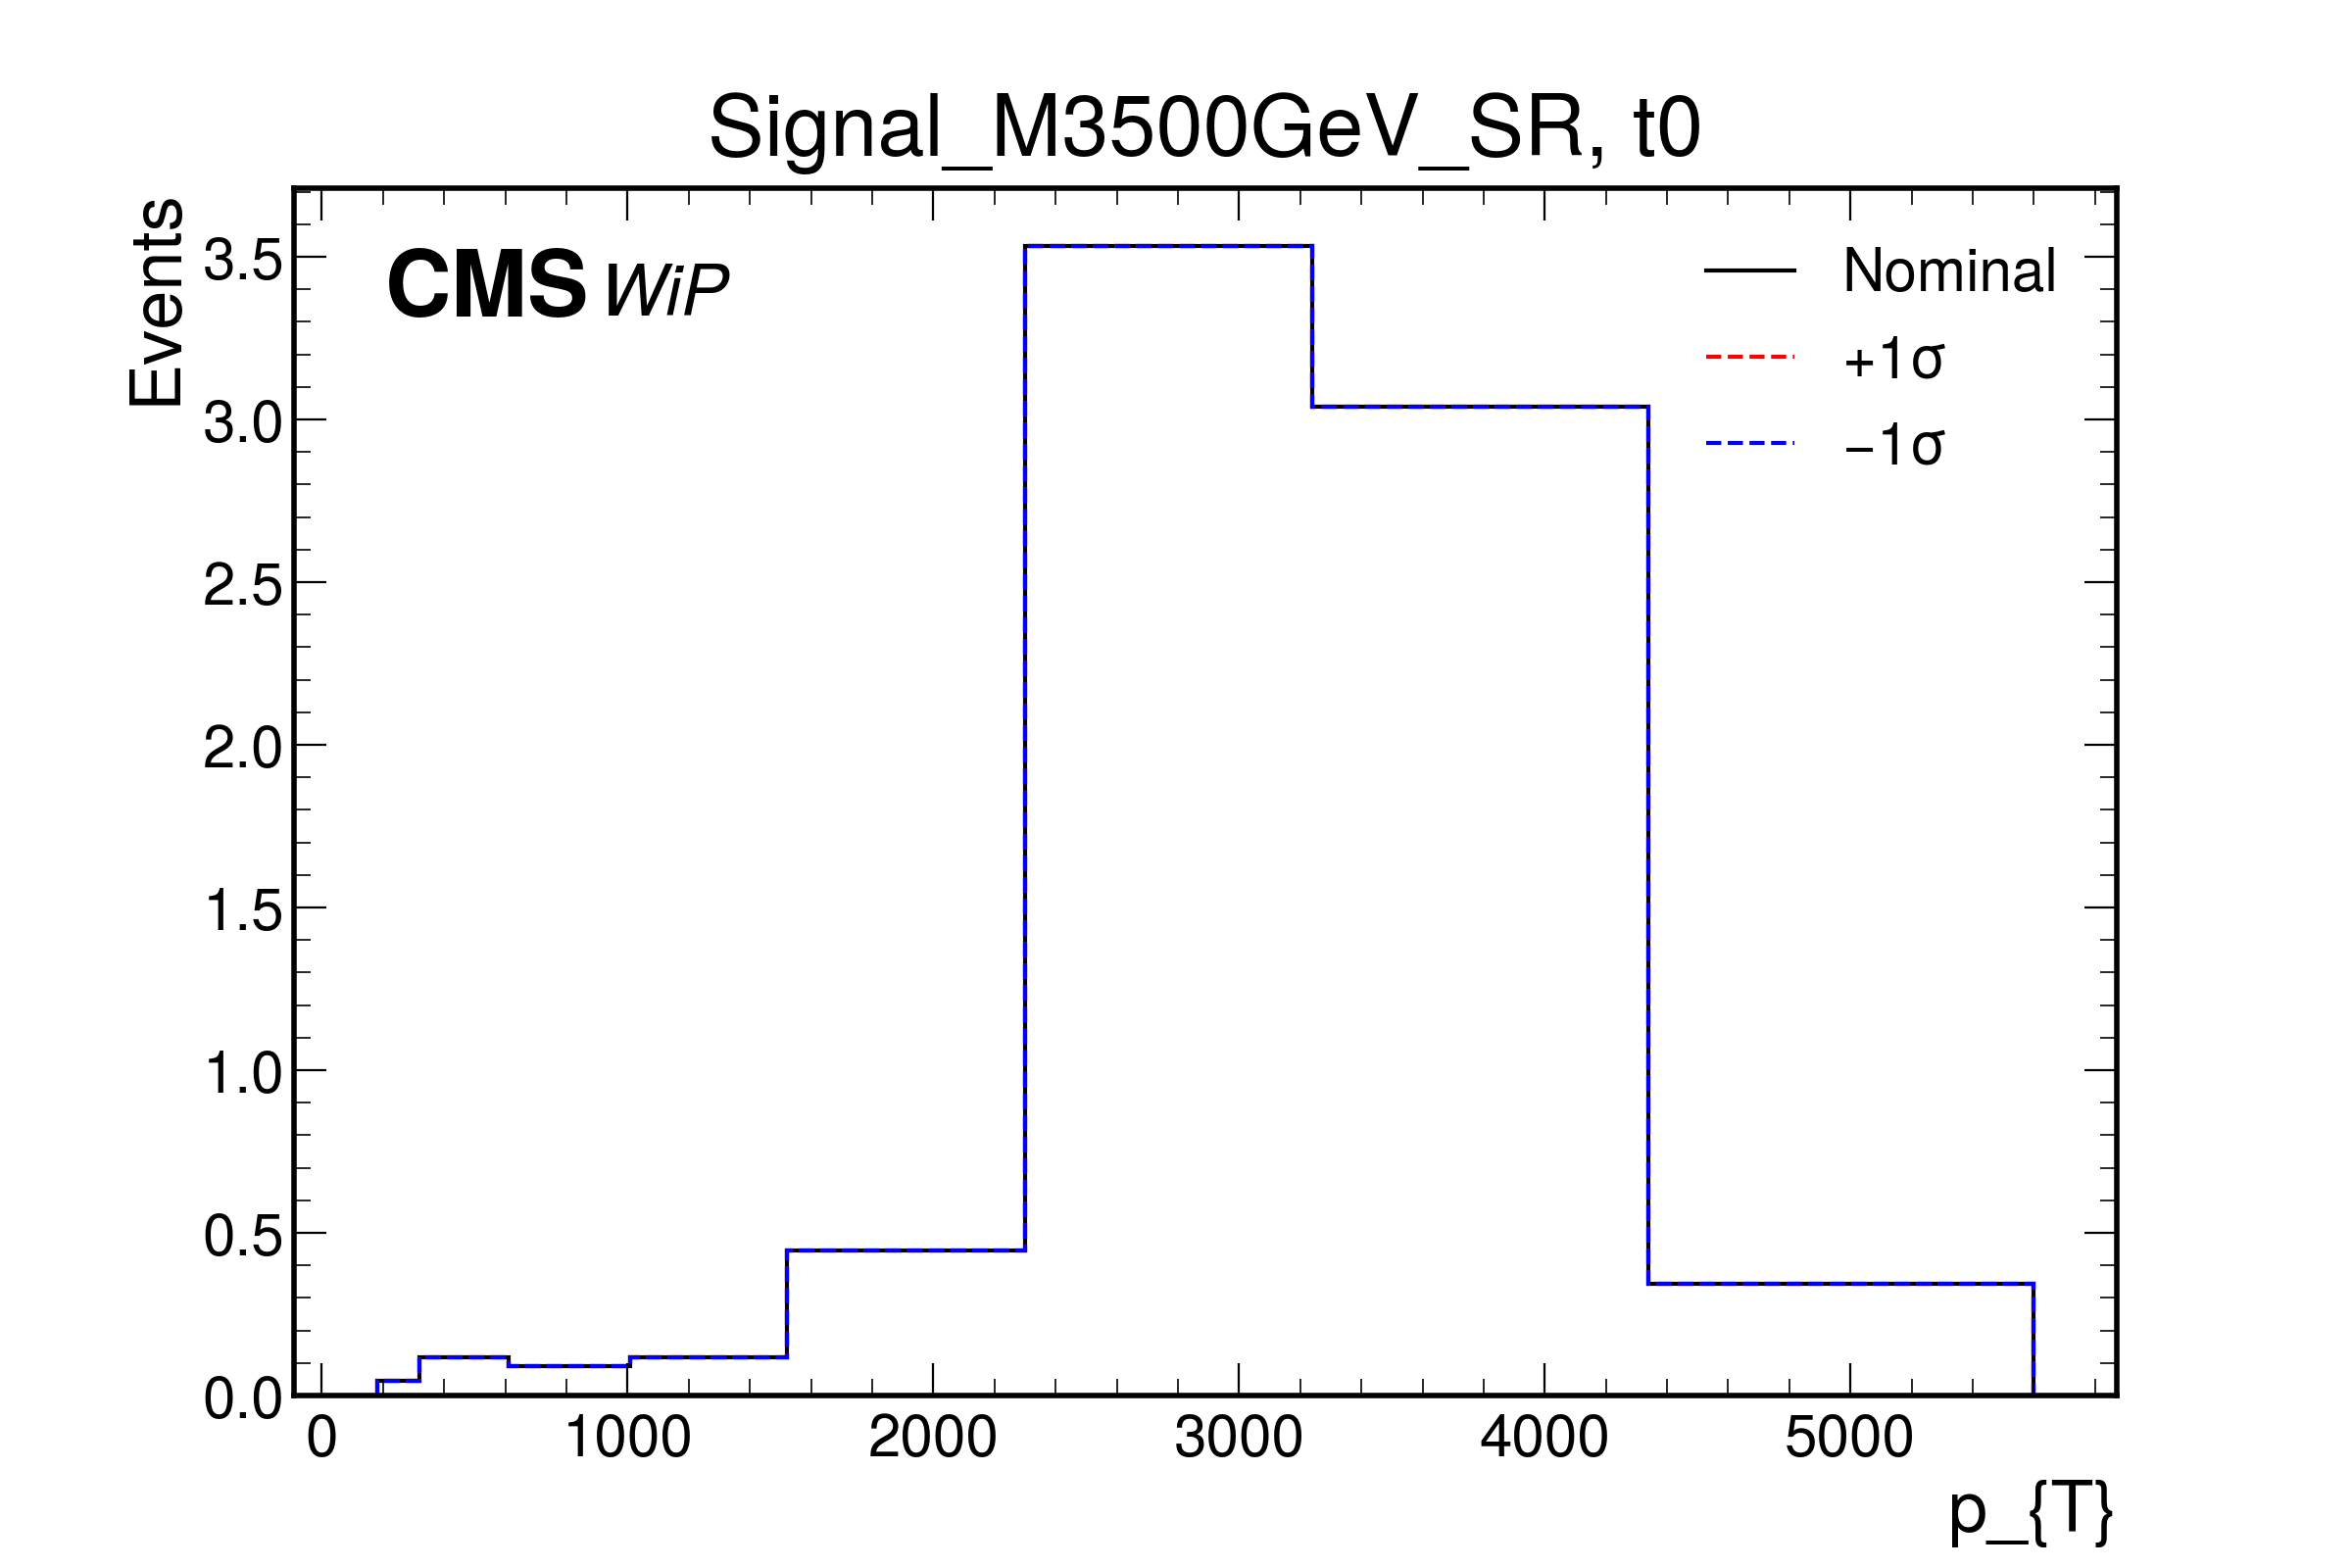 Signal_M3500GeV_SR, t0
Events
CMS WiP
Nominal
+1σ
−1σ
3.5
3.0
2.5
2.0
1.5
1.0
0.5
0.0
0 1000 2000 3000 4000 5000
p_{T}